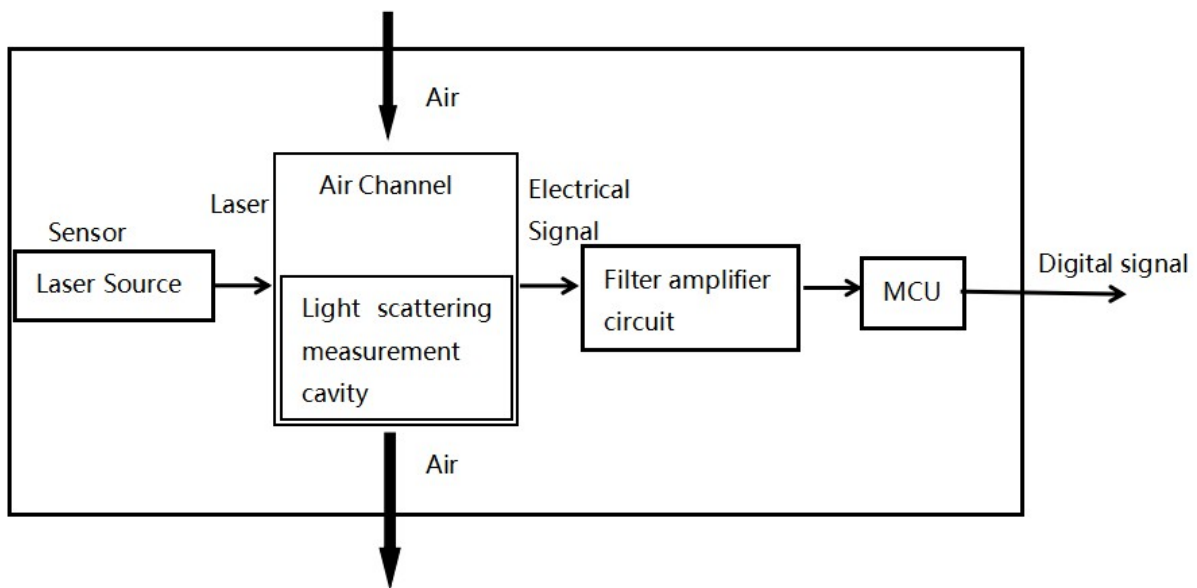 Air
Air Channel
Laser
Electrical
Signal
Sensor
Laser Source
Light scattering
measurement
cavity
Filter amplifier
circuit
MCU
Digital signal
Air